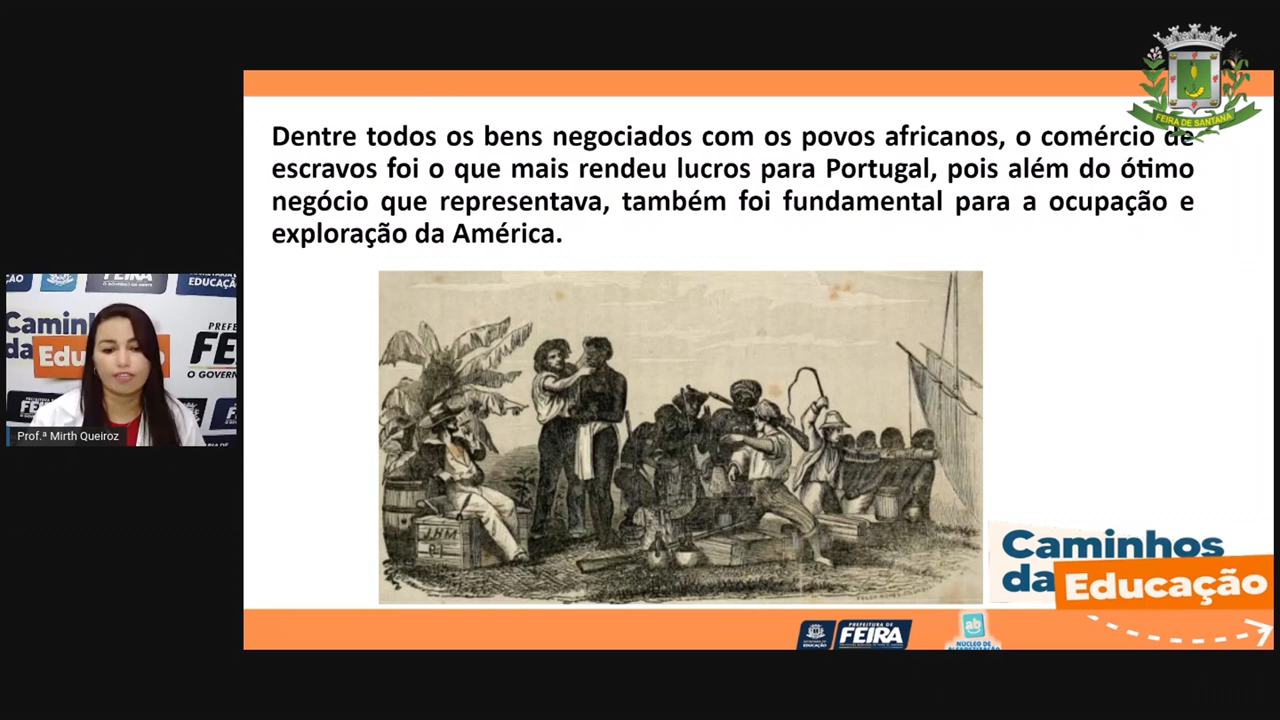 FEIRA DE SANTANA
Dentre todos os bens negociados com os povos africanos, o comércio de
escravos foi o que mais rendeu lucros para Portugal, pois além do ótimo
negócio que representava, também foi fundamental para a ocupação e
exploração da América.
FEIRA
EDUCAÇÃO
Caminhos
da Educação
Prof.ª Mirth Queiroz
PREFEITURA DE
FEIRA